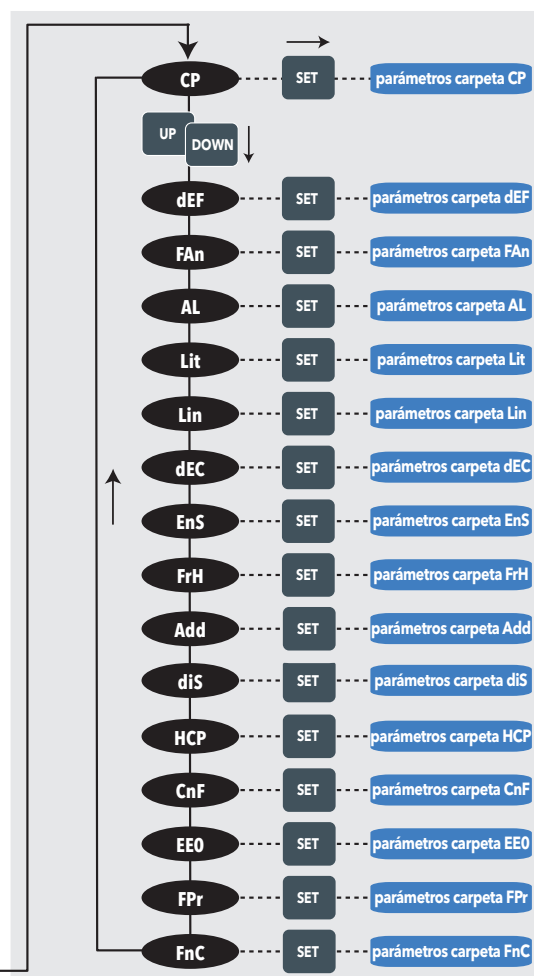 CP SET parámetros carpeta CP
UP
DOWN
dEF SET parámetros carpeta dEF
FAn SET parámetros carpeta FAn
AL SET parámetros carpeta AL
Lit SET parámetros carpeta Lit
Lin SET parámetros carpeta Lin
dEC SET parámetros carpeta dEC
EnS SET parámetros carpeta EnS
FrH SET parámetros carpeta FrH
Add SET parámetros carpeta Add
diS SET parámetros carpeta diS
HCP SET parámetros carpeta HCP
CnF SET parámetros carpeta CnF
EE0 SET parámetros carpeta EE0
FPr SET parámetros carpeta FPr
FnC SET parámetros carpeta FnC